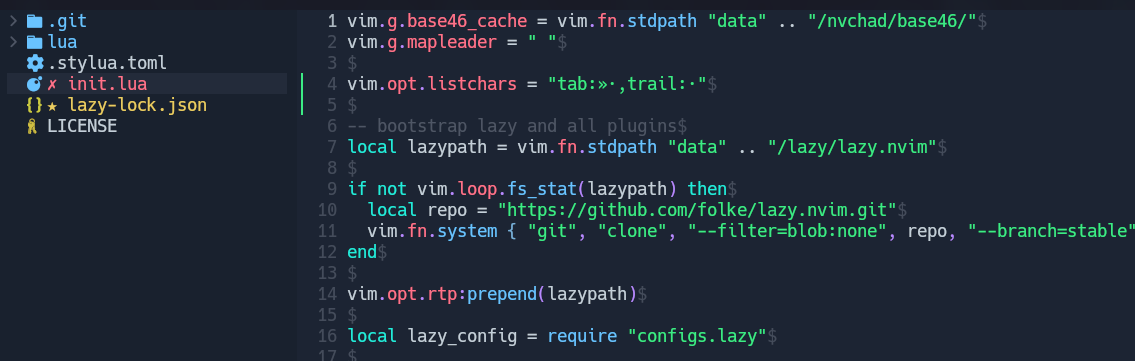 .git
lua
.stylua.toml
✗ init.lua
{} ★ lazy-lock.json
LICENSE
1 vim.g.base46_cache = vim.fn.stdpath "data" .. "/nvchad/base46/"$
2 vim.g.mapleader = " "$
3 $
4 vim.opt.listchars = "tab:»·,trail:·"$
5 $
6 -- bootstrap lazy and all plugins$
7 local lazypath = vim.fn.stdpath "data" .. "/lazy/lazy.nvim"$
8 $
9 if not vim.loop.fs_stat(lazypath) then$
10   local repo = "https://github.com/folke/lazy.nvim.git"$
11   vim.fn.system { "git", "clone", "--filter=blob:none", repo, "--branch=stable"
12 end$
13 $
14 vim.opt.rtp:prepend(lazypath)$
15 $
16 local lazy_config = require "configs.lazy"$
17 $